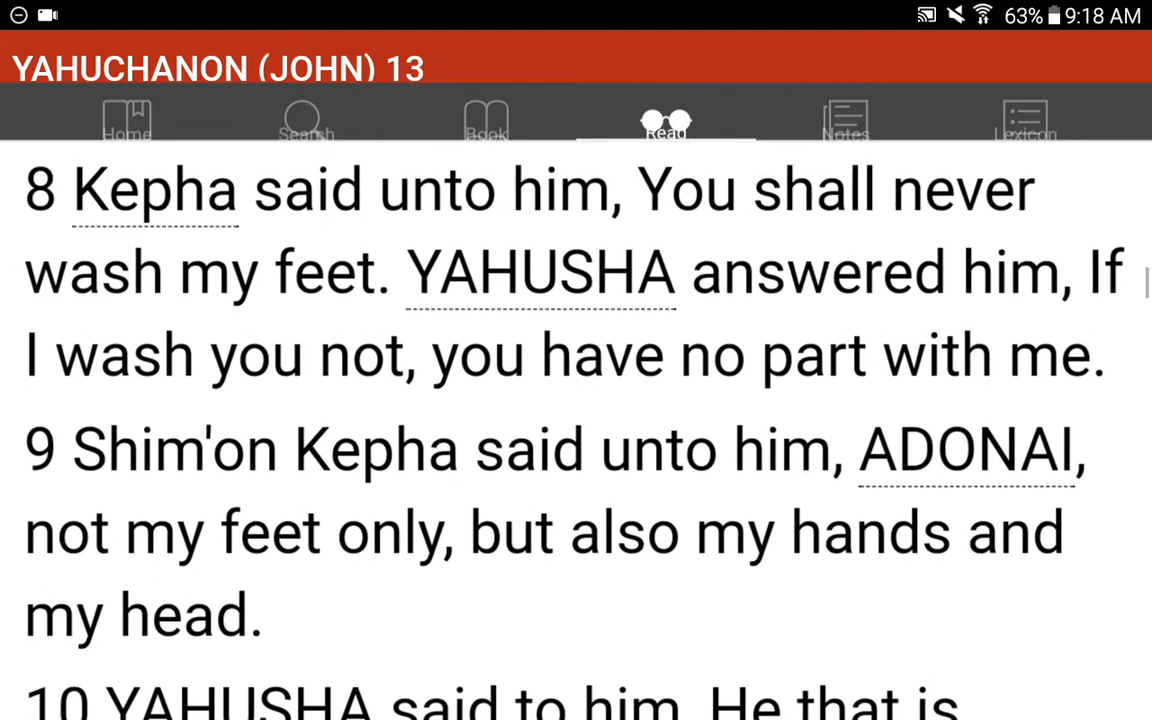 63% 9:18 AM
YAHUCHANON (JOHN) 13
Home Search Book Read Notes Lexicon
8 Kepha said unto him, You shall never
wash my feet. YAHUSHA answered him, If
I wash you not, you have no part with me.
9 Shim'on Kepha said unto him, ADONAI,
not my feet only, but also my hands and
my head.
10 YAHUSHA said to him, He that is